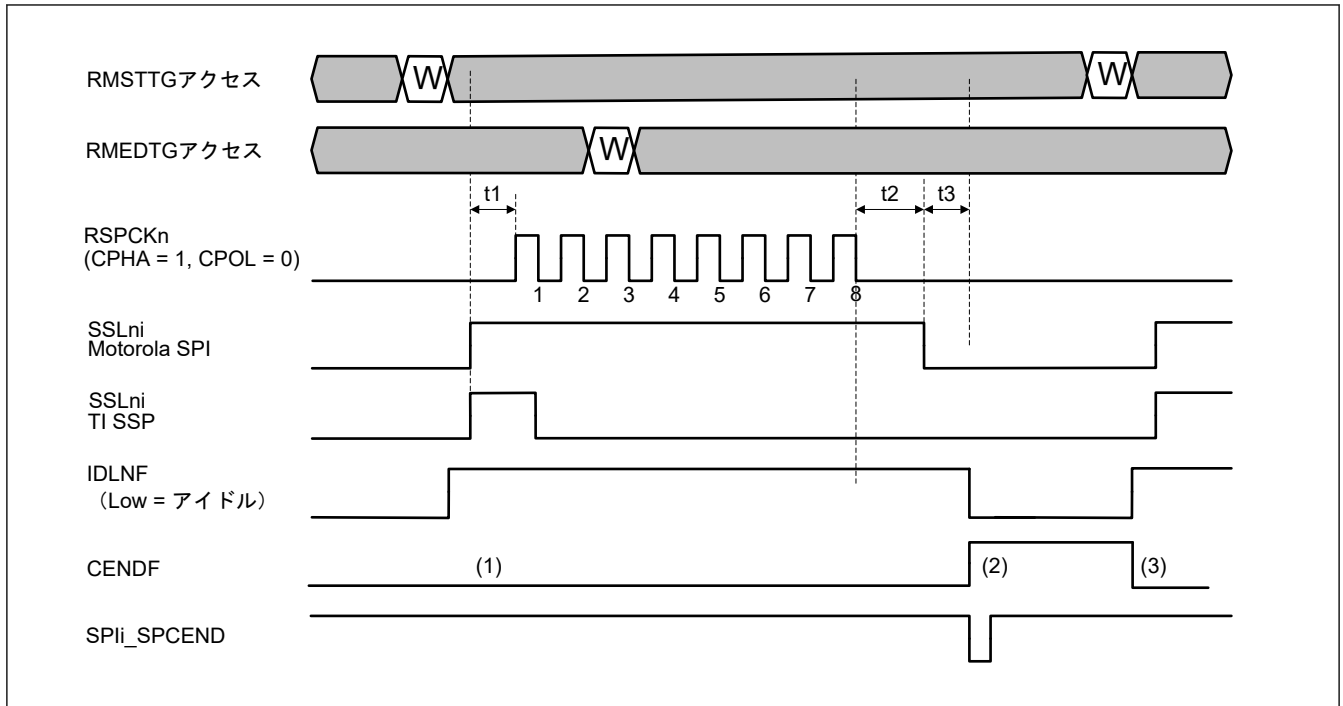 RMSTTGアクセス
W
W
RMEDTGアクセス
W
t1
t2
t3
RSPCKn
(CPHA = 1, CPOL = 0)
1 2 3 4 5 6 7 8
SSLni
Motorola SPI
SSLni
TI SSP
IDLNF
（Low = アイドル）
CENDF
(1)
(2)
(3)
SPIi_SPCEND